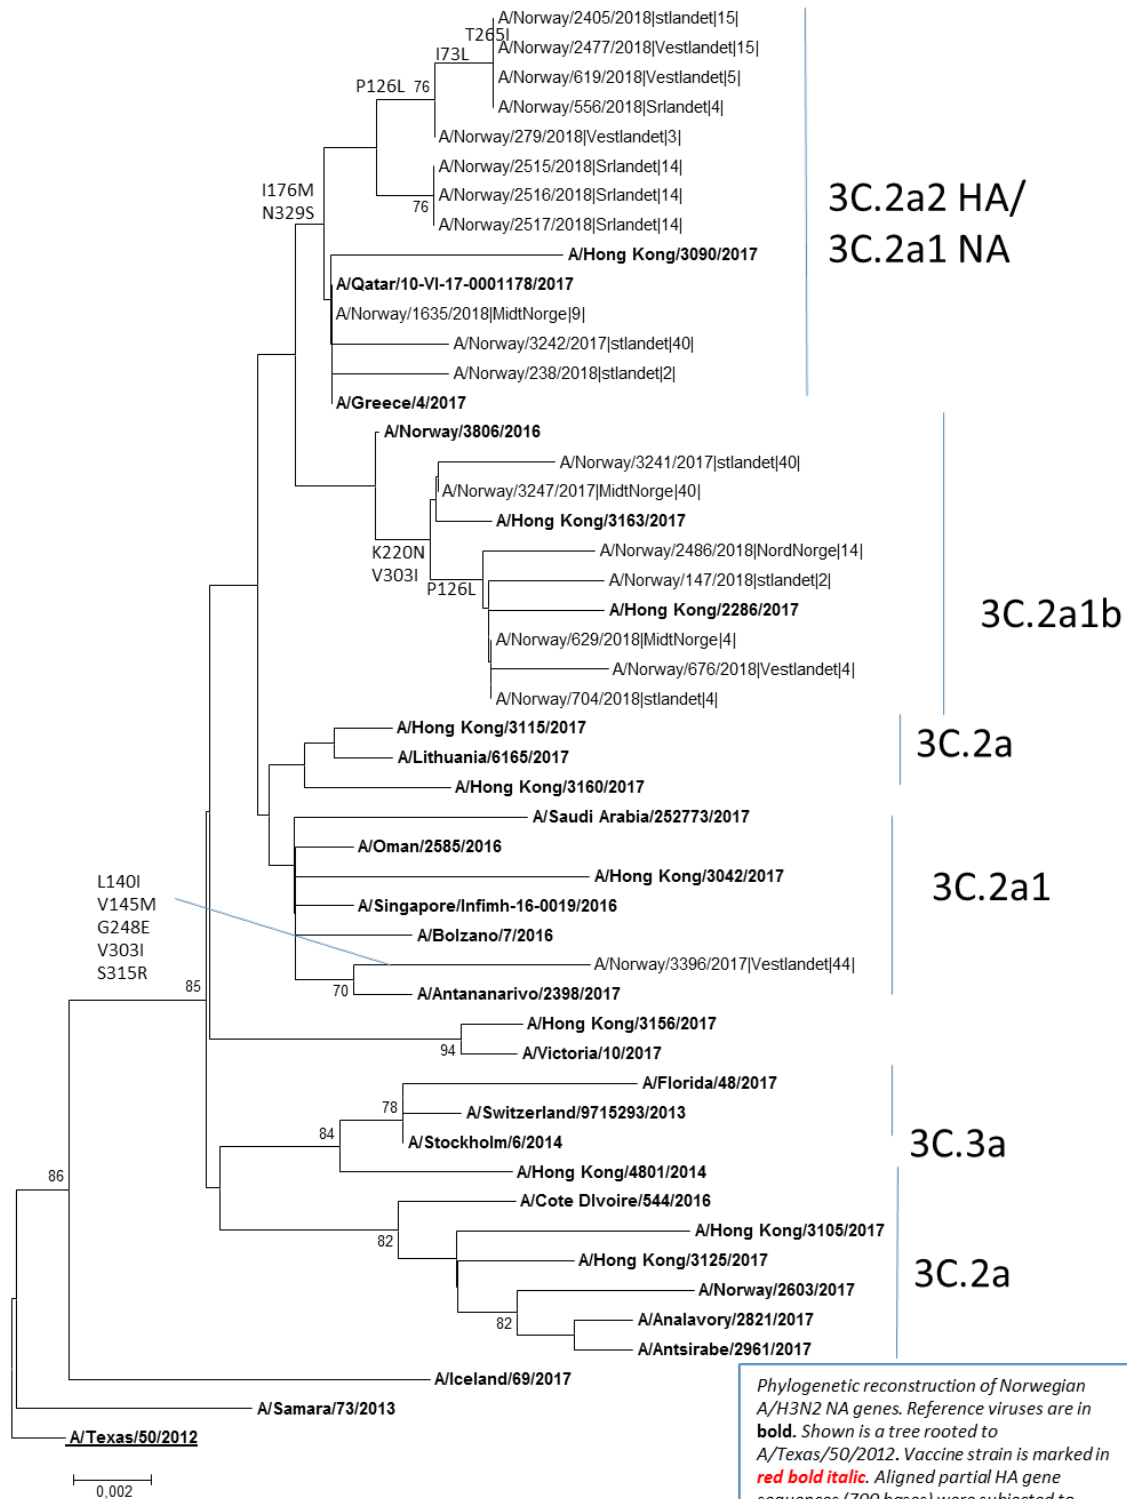 A/Norway/2405/2018|stlandet|15|
T265I
A/Norway/2477/2018|Vestlandet|15|
I73L
A/Norway/619/2018|Vestlandet|5|
P126L
76
A/Norway/556/2018|Srlandet|4|
A/Norway/279/2018|Vestlandet|3|
A/Norway/2515/2018|Srlandet|14|
I176M
N329S
A/Norway/2516/2018|Srlandet|14|
76
A/Norway/2517/2018|Srlandet|14|
3C.2a2 HA/
3C.2a1 NA
A/Hong Kong/3090/2017
A/Qatar/10-VI-17-0001178/2017
A/Norway/1635/2018|MidtNorge|9|
A/Norway/3242/2017|stlandet|40|
A/Norway/238/2018|stlandet|2|
A/Greece/4/2017
A/Norway/3806/2016
A/Norway/3241/2017|stlandet|40|
A/Norway/3247/2017|MidtNorge|40|
A/Hong Kong/3163/2017
K220N
V303I
A/Norway/2486/2018|NordNorge|14|
P126L
A/Norway/147/2018|stlandet|2|
A/Hong Kong/2286/2017
3C.2a1b
A/Norway/629/2018|MidtNorge|4|
A/Norway/676/2018|Vestlandet|4|
A/Norway/704/2018|stlandet|4|
A/Hong Kong/3115/2017
3C.2a
A/Lithuania/6165/2017
A/Hong Kong/3160/2017
A/Saudi Arabia/252773/2017
A/Oman/2585/2016
A/Hong Kong/3042/2017
3C.2a1
L140I
V145M
G248E
V303I
S315R
A/Singapore/Infimh-16-0019/2016
A/Bolzano/7/2016
A/Norway/3396/2017|Vestlandet|44|
85
70
A/Antananarivo/2398/2017
A/Hong Kong/3156/2017
94
A/Victoria/10/2017
A/Florida/48/2017
78
A/Switzerland/9715293/2013
84
A/Stockholm/6/2014
3C.3a
A/Hong Kong/4801/2014
86
A/Cote DIvoire/544/2016
A/Hong Kong/3105/2017
82
A/Hong Kong/3125/2017
3C.2a
A/Norway/2603/2017
82
A/Analavory/2821/2017
A/Antsirabe/2961/2017
A/Iceland/69/2017
A/Samara/73/2013
A/Texas/50/2012
0,002
Phylogenetic reconstruction of Norwegian
A/H3N2 NA genes. Reference viruses are in
bold. Shown is a tree rooted to
A/Texas/50/2012. Vaccine strain is marked in
red bold italic. Aligned partial HA gene
sequences (700 bases) were subjected to